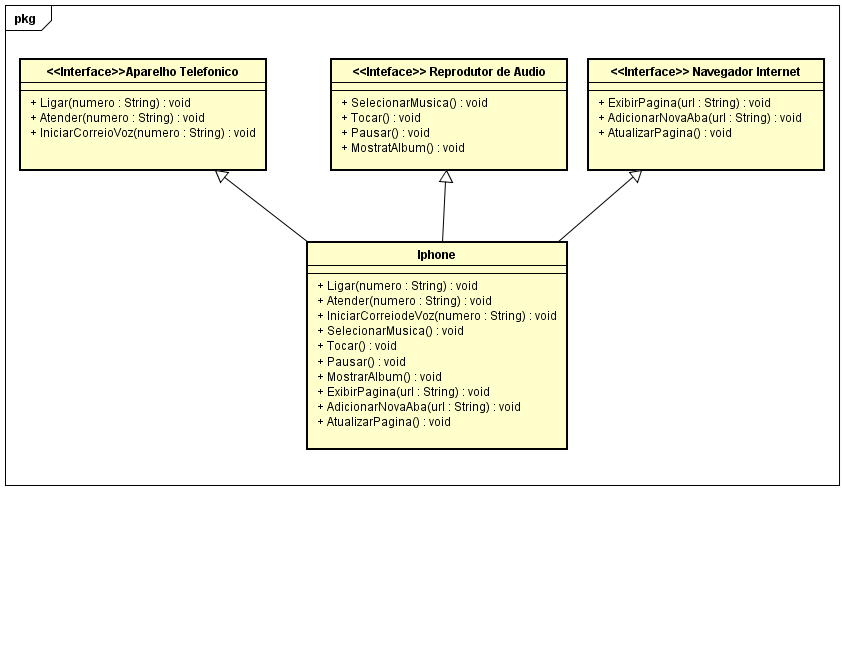 pkg
<<Interface>>Aparelho Telefonico
+ Ligar(numero : String) : void
+ Atender(numero : String) : void
+ IniciarCorreioVoz(numero : String) : void
<<Inteface>> Reprodutor de Audio
+ SelecionarMusica() : void
+ Tocar() : void
+ Pausar() : void
+ MostratAlbum() : void
<<Interface>> Navegador Internet
+ ExibirPagina(url : String) : void
+ AdicionarNovaAba(url : String) : void
+ AtualizarPagina() : void
Iphone
+ Ligar(numero : String) : void
+ Atender(numero : String) : void
+ IniciarCorreiodeVoz(numero : String) : void
+ SelecionarMusica() : void
+ Tocar() : void
+ Pausar() : void
+ MostrarAlbum() : void
+ ExibirPagina(url : String) : void
+ AdicionarNovaAba(url : String) : void
+ AtualizarPagina() : void